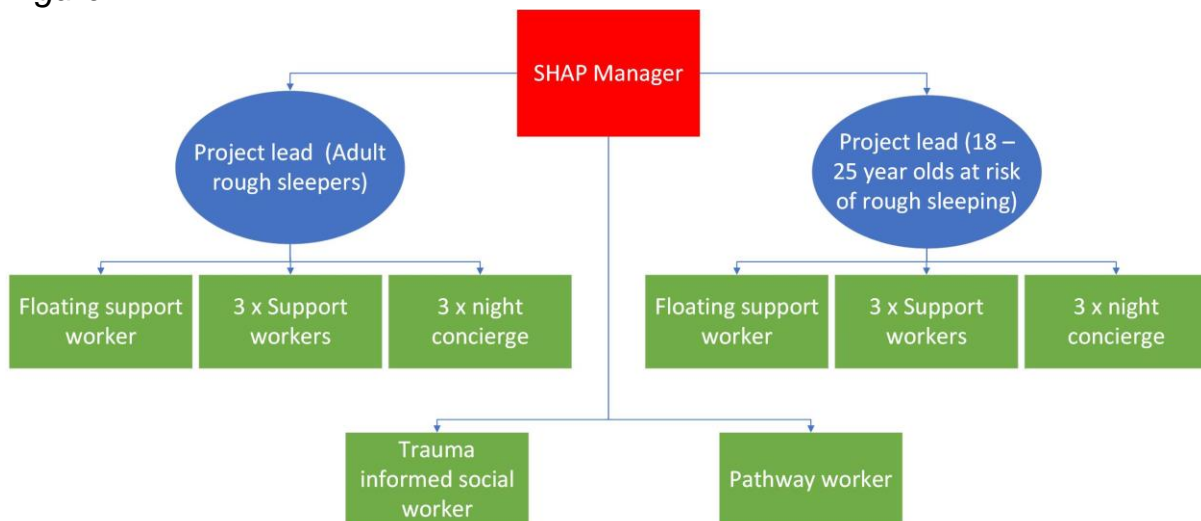 SHAP Manager
Project lead (Adult
rough sleepers)
Project lead (18 –
25 year olds at risk
of rough sleeping)
Floating support
worker
3 x Support
workers
3 x night
concierge
Floating support
worker
3 x Support
workers
3 x night
concierge
Trauma
informed social
worker
Pathway worker